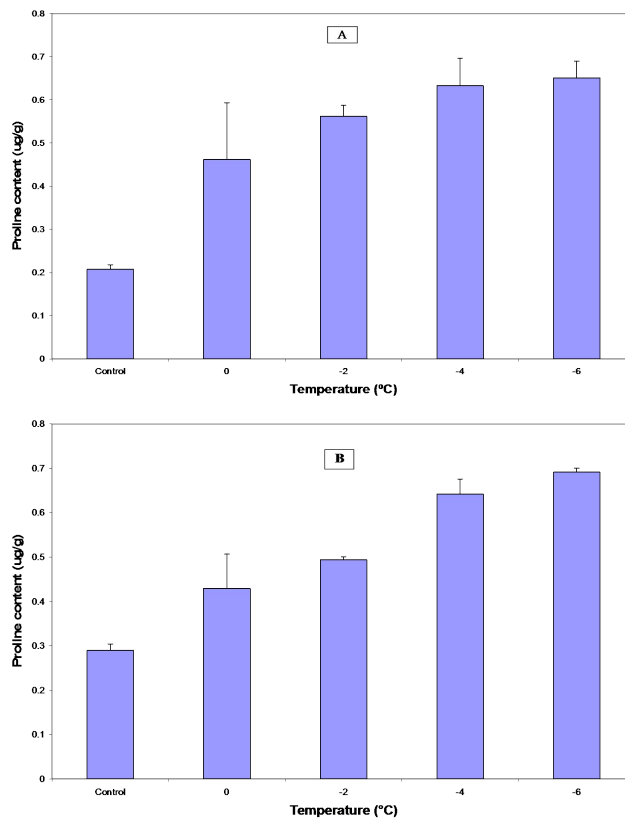 A
Proline content (ug/g)
0.8
0.7
0.6
0.5
0.4
0.3
0.2
0.1
0
Control 0 -2 -4 -6
Temperature (ºC)
B
Proline content (ug/g)
0.8
0.7
0.6
0.5
0.4
0.3
0.2
0.1
0
Control 0 -2 -4 -6
Temperature (°C)